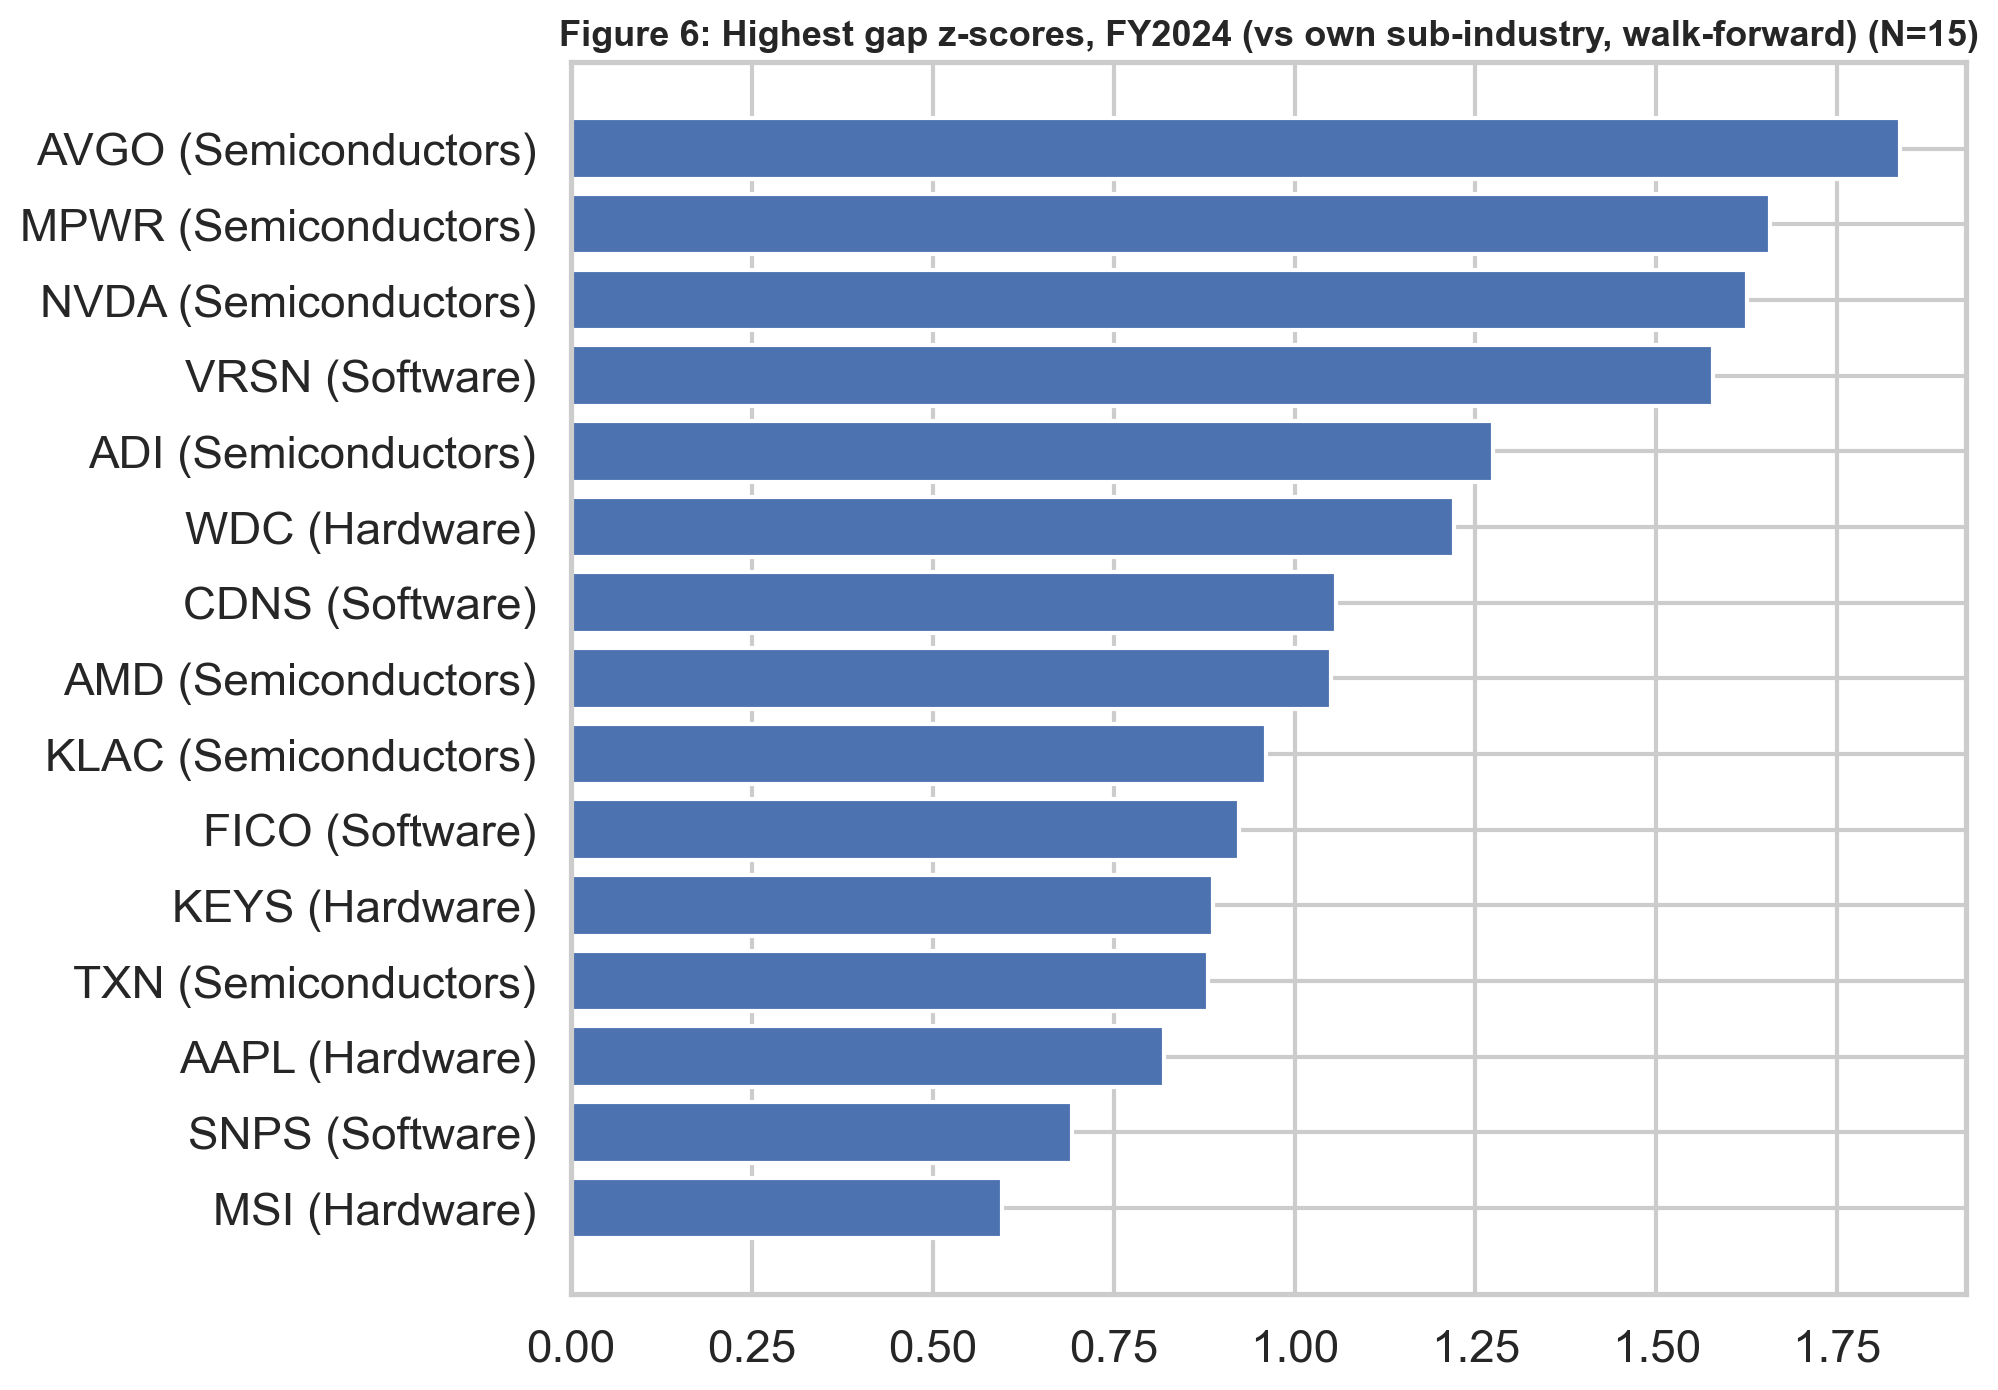 Figure 6: Highest gap z-scores, FY2024 (vs own sub-industry, walk-forward) (N=15)
AVGO (Semiconductors)
MPWR (Semiconductors)
NVDA (Semiconductors)
VRSN (Software)
ADI (Semiconductors)
WDC (Hardware)
CDNS (Software)
AMD (Semiconductors)
KLAC (Semiconductors)
FICO (Software)
KEYS (Hardware)
TXN (Semiconductors)
AAPL (Hardware)
SNPS (Software)
MSI (Hardware)
0.00 0.25 0.50 0.75 1.00 1.25 1.50 1.75